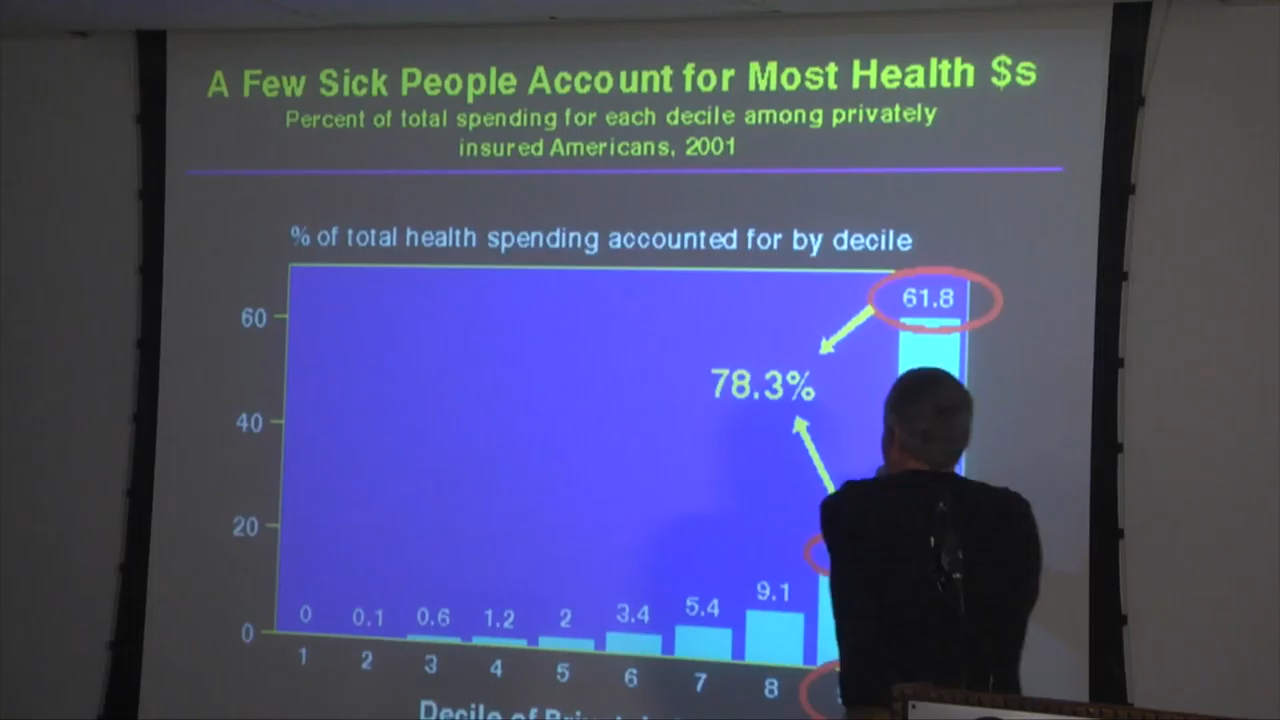 A Few Sick People Account for Most Health $s
Percent of total spending for each decile among privately
insured Americans, 2001
% of total health spending accounted for by decile
61.8
60
78.3%
40
20
9.1
5.4
3.4
2
1.2
0.6
0.1
0
0
1 2 3 4 5 6 7 8
Decile of